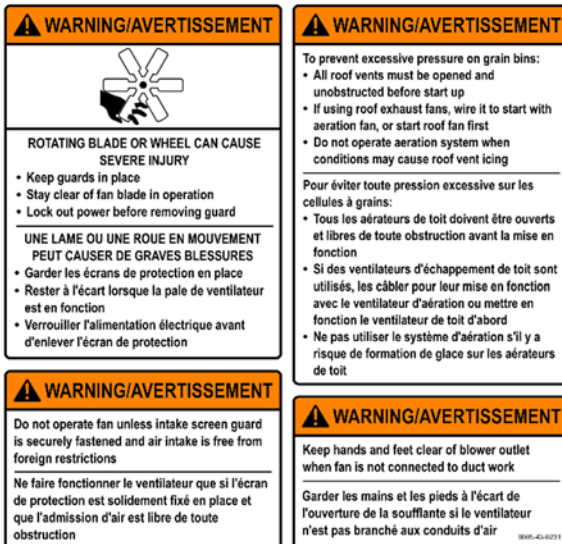 WARNING/AVERTISSEMENT
ROTATING BLADE OR WHEEL CAN CAUSE
SEVERE INJURY
• Keep guards in place
• Stay clear of fan blade in operation
• Lock out power before removing guard
UNE LAME OU UNE ROUE EN MOUVEMENT
PEUT CAUSER DE GRAVES BLESSURES
• Garder les écrans de protection en place
• Rester à l'écart lorsque la pale de ventilateur
est en fonction
• Verrouiller l'alimentation électrique avant
d'enlever l'écran de protection
WARNING/AVERTISSEMENT
Do not operate fan unless intake screen guard
is securely fastened and air intake is free from
foreign restrictions
Ne faire fonctionner le ventilateur que si l'écran
de protection est solidement fixé en place et
que l'admission d'air est libre de toute
obstruction
WARNING/AVERTISSEMENT
To prevent excessive pressure on grain bins:
• All roof vents must be opened and
unobstructed before start up
• If using roof exhaust fans, wire it to start with
aeration fan, or start roof fan first
• Do not operate aeration system when
conditions may cause roof vent icing
Pour éviter toute pression excessive sur les
cellules à grains:
• Tous les aérateurs de toit doivent être ouverts
et libres de toute obstruction avant la mise en
fonction
• Si des ventilateurs d'échappement de toit sont
utilisés, les câbler pour leur mise en fonction
avec le ventilateur d'aération ou mettre en
fonction le ventilateur de toit d'abord
• Ne pas utiliser le système d'aération s'il y a
risque de formation de glace sur les aérateurs
de toit
WARNING/AVERTISSEMENT
Keep hands and feet clear of blower outlet
when fan is not connected to duct work
Garder les mains et les pieds à l'écart de
l'ouverture de la soufflante si le ventilateur
n'est pas branché aux conduits d'air